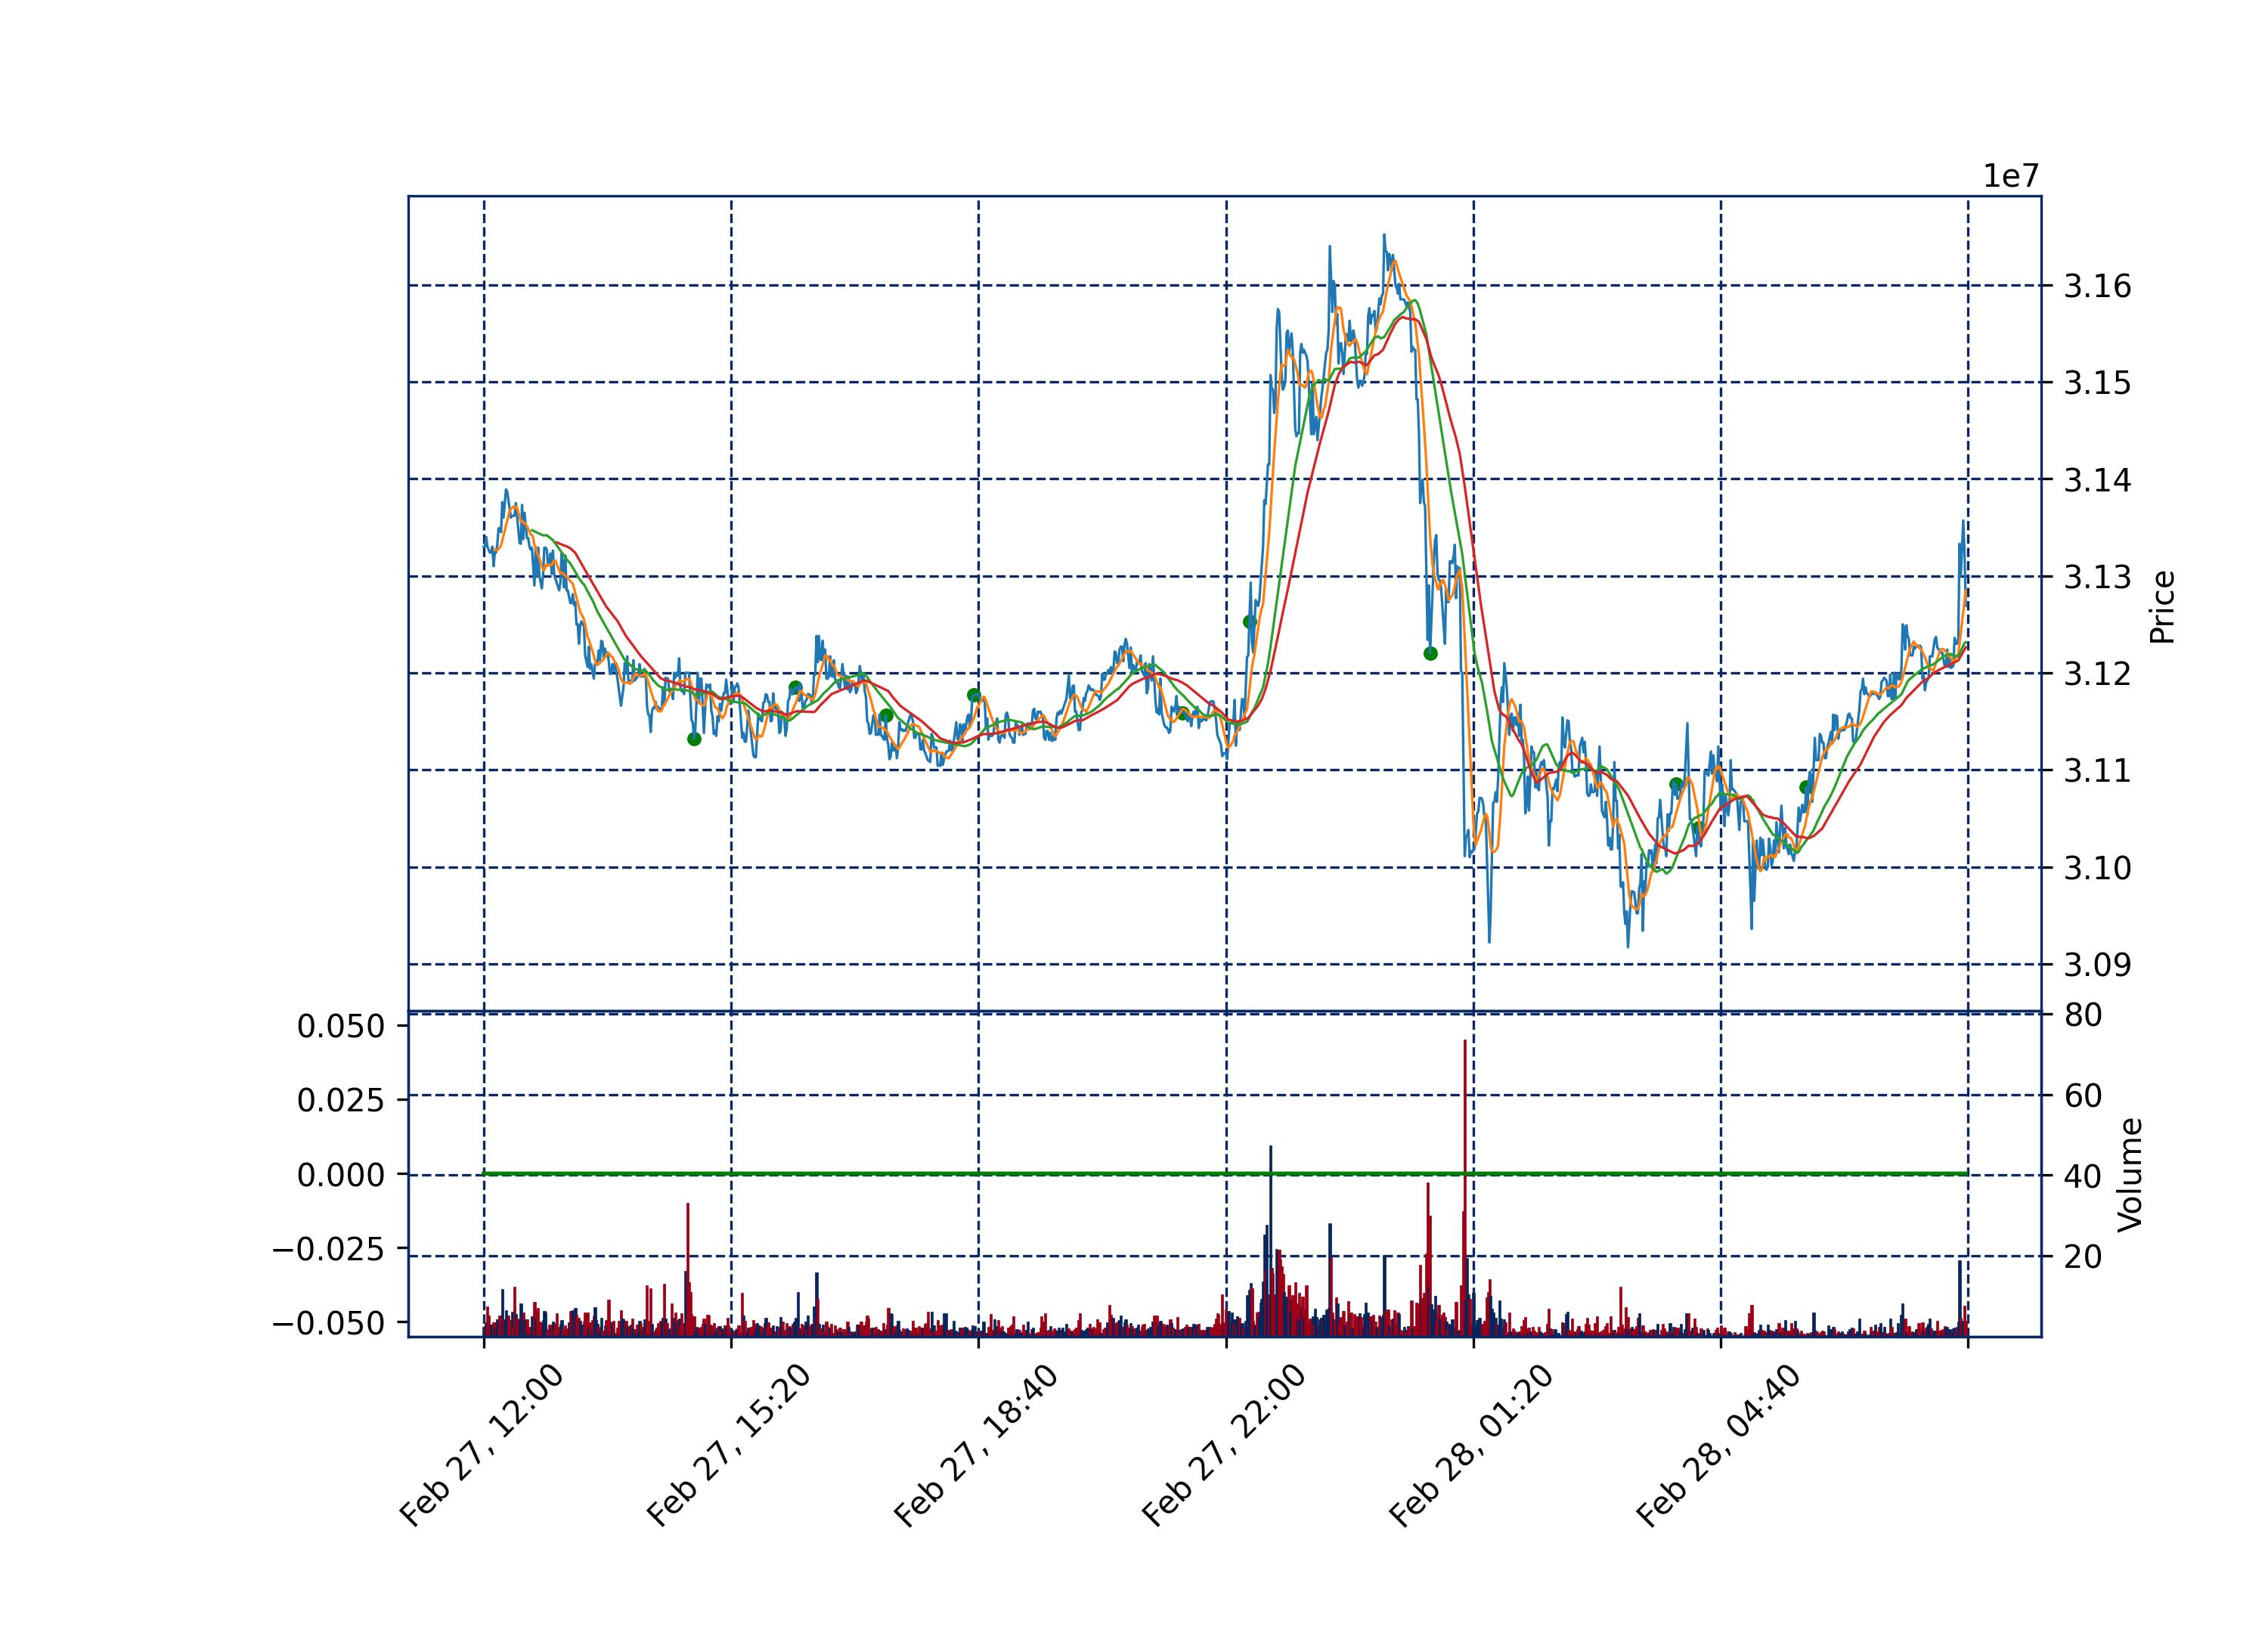 1e7
3.16
3.15
3.14
3.13
3.12
3.11
3.10
3.09
Price
0.050
0.025
0.000
−0.025
−0.050
80
60
40
20
Volume
Feb 27, 12:00
Feb 27, 15:20
Feb 27, 18:40
Feb 27, 22:00
Feb 28, 01:20
Feb 28, 04:40